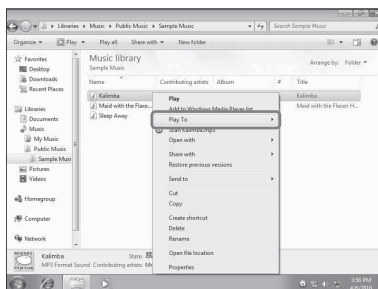 Libraries ▸ Music ▸ Public Music ▸ Sample Music
Search Sample Music
Organize Play Play all Share with New folder
Favorites
Desktop
Downloads
Recent Places
Libraries
Documents
Music
My Music
Public Music
Sample Musi
Pictures
Videos
Homegroup
Computer
Network
Music library
Sample Music
Arrange by: Folder
Name Contributing artists Album # Title
Kalimba
Maid with the Flaxe...
Sleep Away
Kalimba
Maid with the Flaxen H...
Play
Add to Windows Media Player list
Play To
Scan Kalimba.mp3
Open with
Share with
Restore previous versions
Send to
Cut
Copy
Create shortcut
Delete
Rename
Open file location
Properties
Kalimba State:
MP3 Format Sound Contributing artists: Mr
3:56 PM